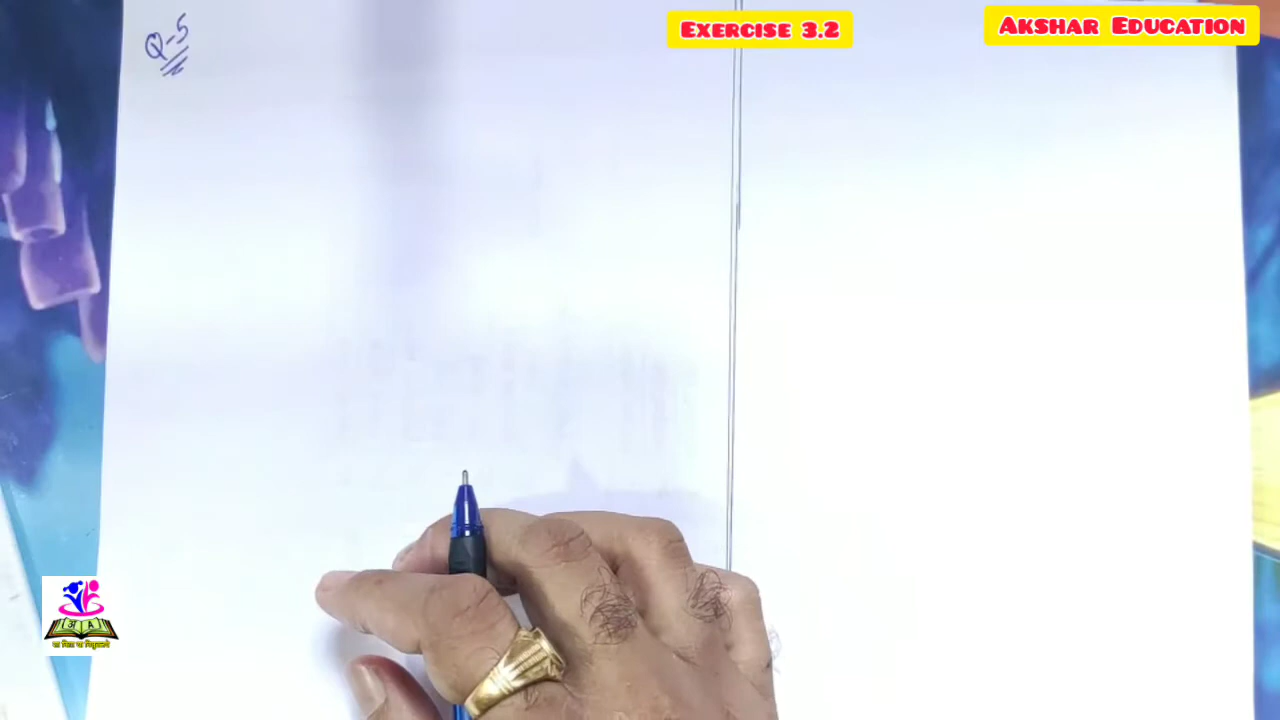 Q-5
Exercise 3.2
Akshar Education
अ A